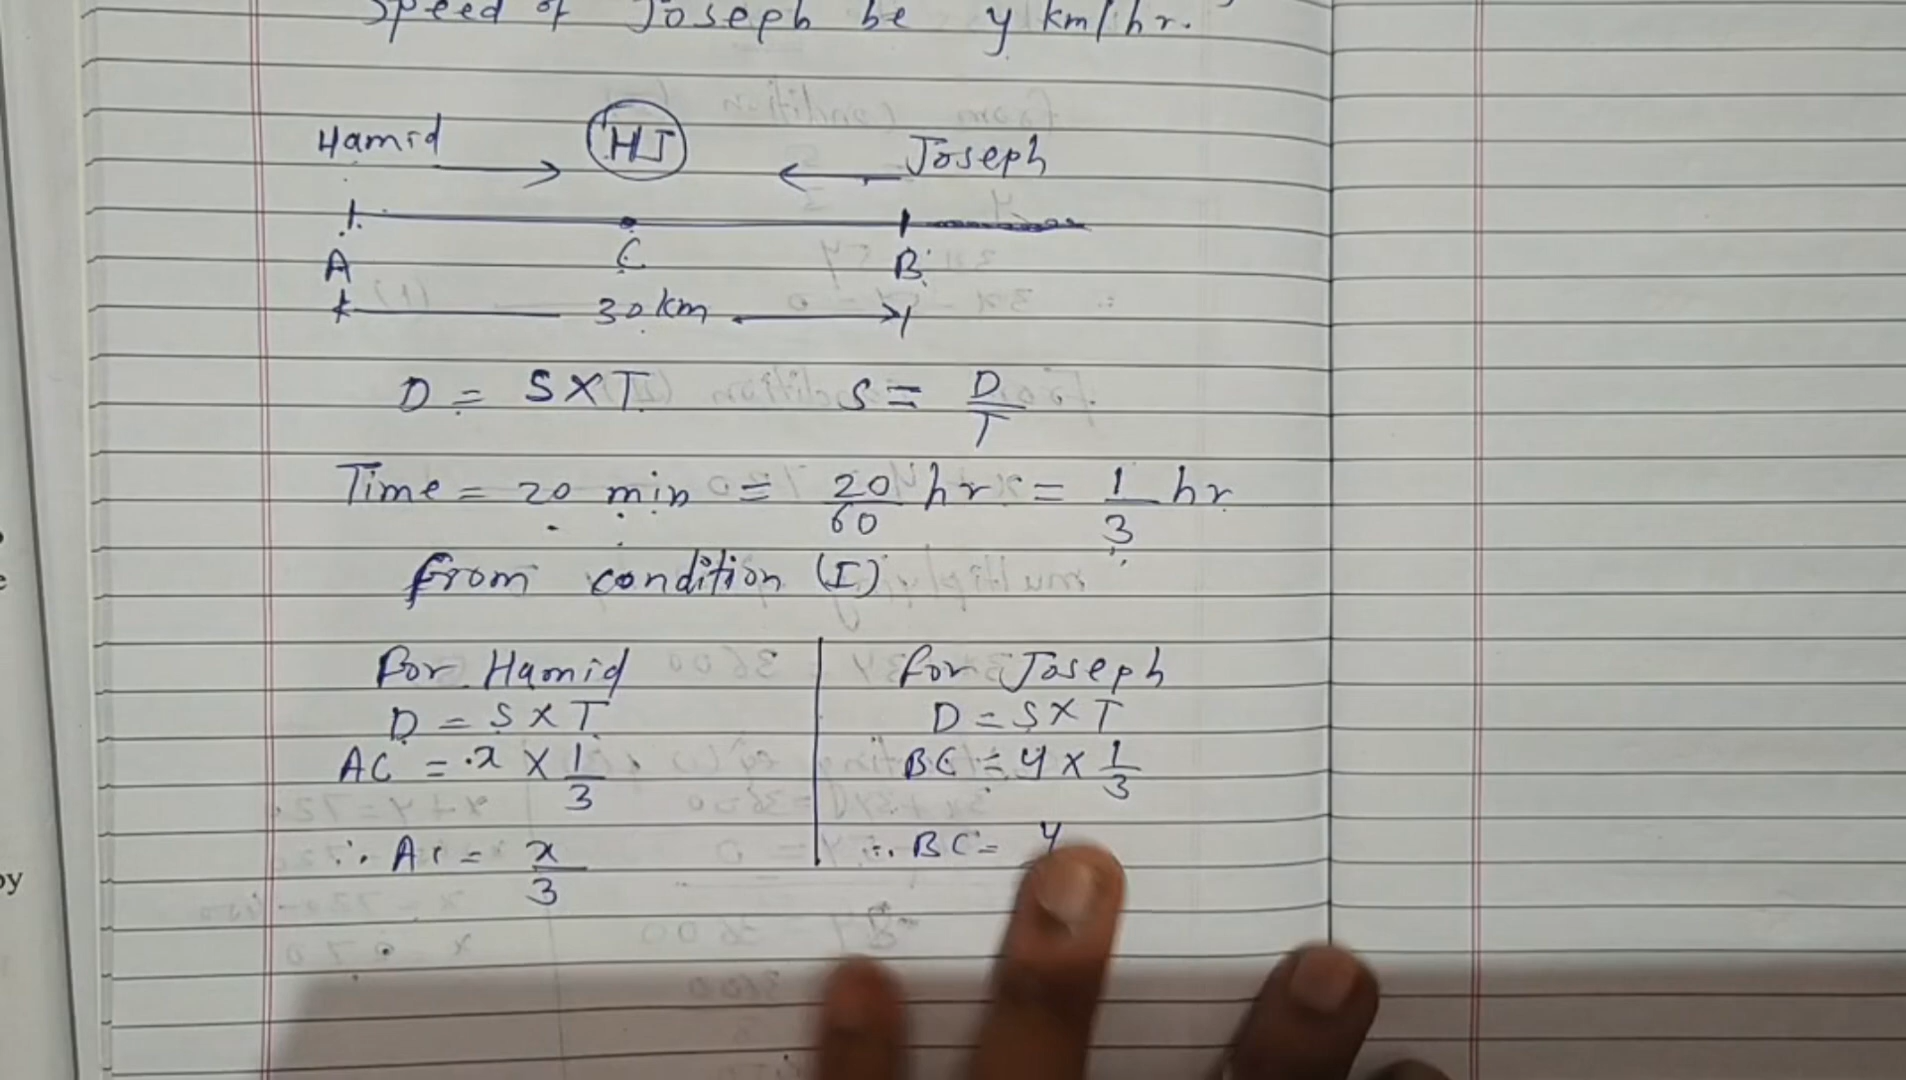 Speed of Joseph be y km/hr.
Hamid HJ Joseph
A C B
30 km
D = S × T S = D/T
Time = 20 min = 20/60 hr = 1/3 hr
from condition (I)
For Hamid
D = S × T
AC = x × 1/3
∴ AC = x/3
for Joseph
D = S × T
BC = y × 1/3
∴ BC = y